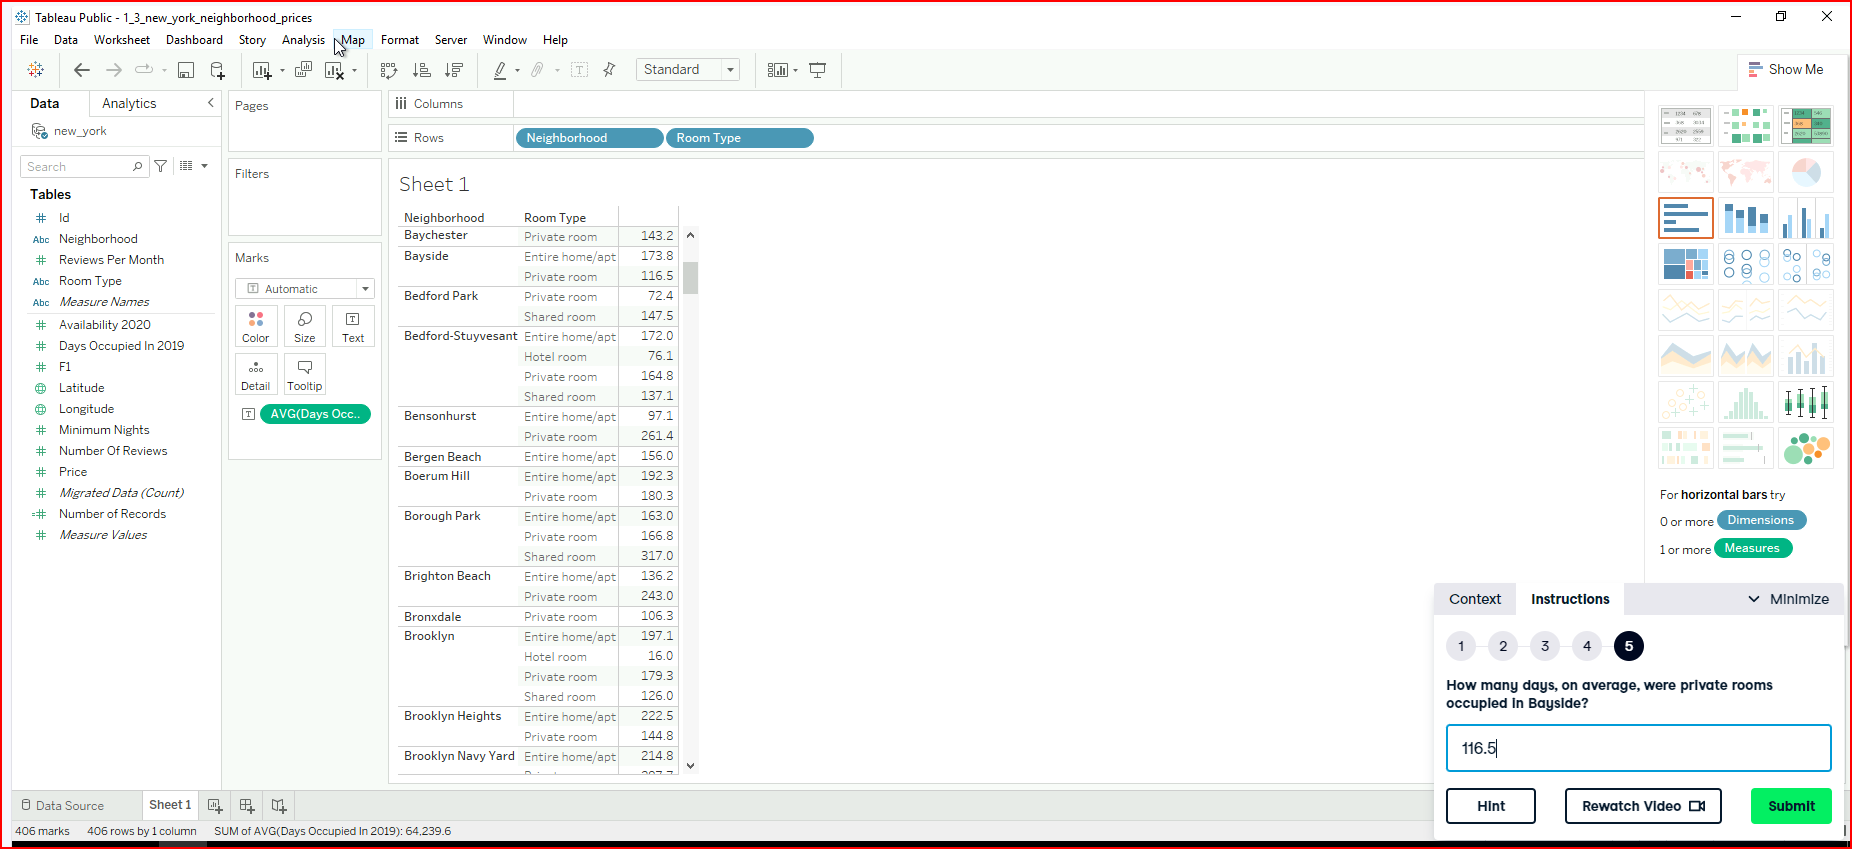 Tableau Public - 1_3_new_york_neighborhood_prices
File Data Worksheet Dashboard Story Analysis Map Format Server Window Help
Standard
Show Me
Data Analytics
new_york
Search
Tables
Id
Abc Neighborhood
Reviews Per Month
Abc Room Type
Abc Measure Names
Availability 2020
Days Occupied In 2019
F1
Latitude
Longitude
Minimum Nights
Number Of Reviews
Price
Migrated Data (Count)
Number of Records
Measure Values
Pages
Filters
Marks
Automatic
Color Size Text
Detail Tooltip
AVG(Days Occ..
Columns
Rows Neighborhood Room Type
Sheet 1
Neighborhood Room Type
Baychester Private room 143.2
Bayside Entire home/apt 173.8
Private room 116.5
Bedford Park Private room 72.4
Shared room 147.5
Bedford-Stuyvesant Entire home/apt 172.0
Hotel room 76.1
Private room 164.8
Shared room 137.1
Bensonhurst Entire home/apt 97.1
Private room 261.4
Bergen Beach Entire home/apt 156.0
Boerum Hill Entire home/apt 192.3
Private room 180.3
Borough Park Entire home/apt 163.0
Private room 166.8
Shared room 317.0
Brighton Beach Entire home/apt 136.2
Private room 243.0
Bronxdale Private room 106.3
Brooklyn Entire home/apt 197.1
Hotel room 16.0
Private room 179.3
Shared room 126.0
Brooklyn Heights Entire home/apt 222.5
Private room 144.8
Brooklyn Navy Yard Entire home/apt 214.8
For horizontal bars try
0 or more Dimensions
1 or more Measures
Context Instructions Minimize
1 2 3 4 5
How many days, on average, were private rooms
occupied in Bayside?
116.5
Hint Rewatch Video Submit
Data Source Sheet 1
406 marks 406 rows by 1 column SUM of AVG(Days Occupied In 2019): 64,239.6